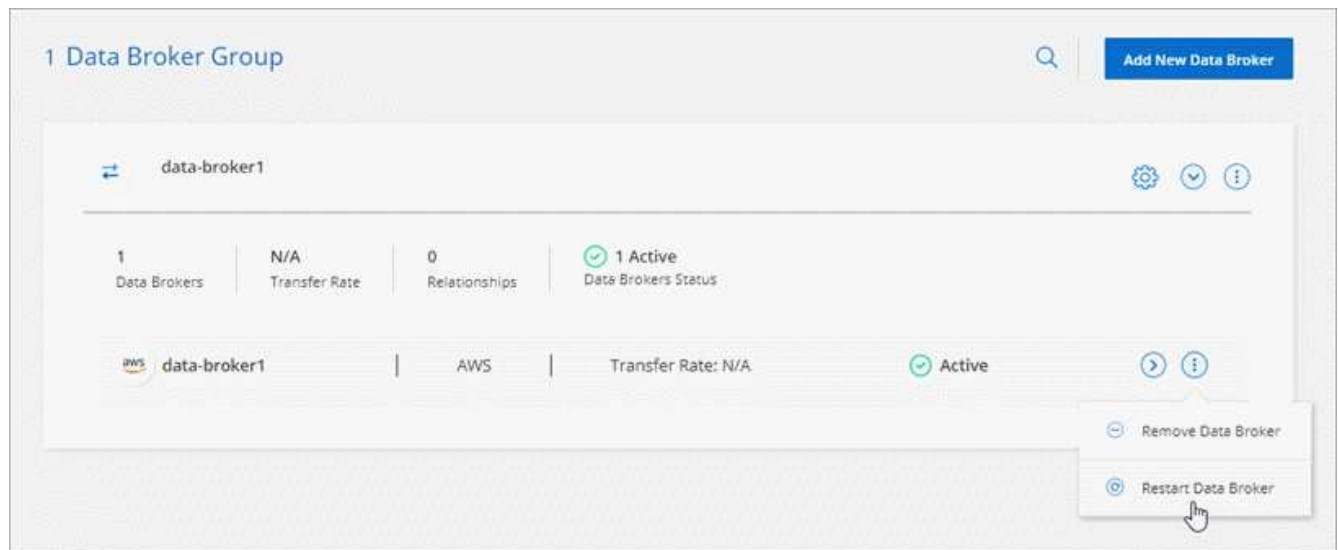 1 Data Broker Group
Add New Data Broker
data-broker1
1 N/A 0 1 Active
Data Brokers Transfer Rate Relationships Data Brokers Status
aws data-broker1 AWS Transfer Rate: N/A Active
Remove Data Broker
Restart Data Broker